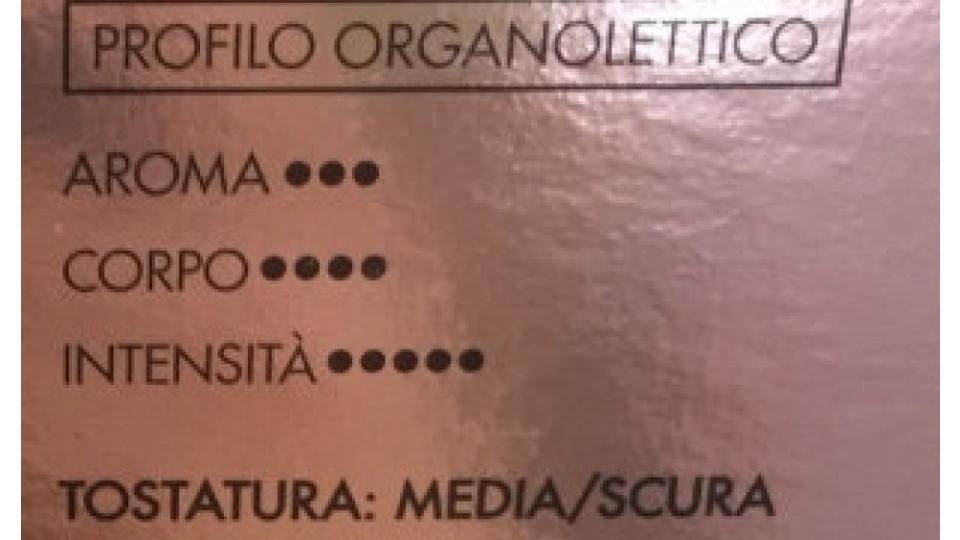 PROFILO ORGANOLETTICO
AROMA ●●●
CORPO ●●●●
INTENSITÀ ●●●●●
TOSTATURA: MEDIA/SCURA